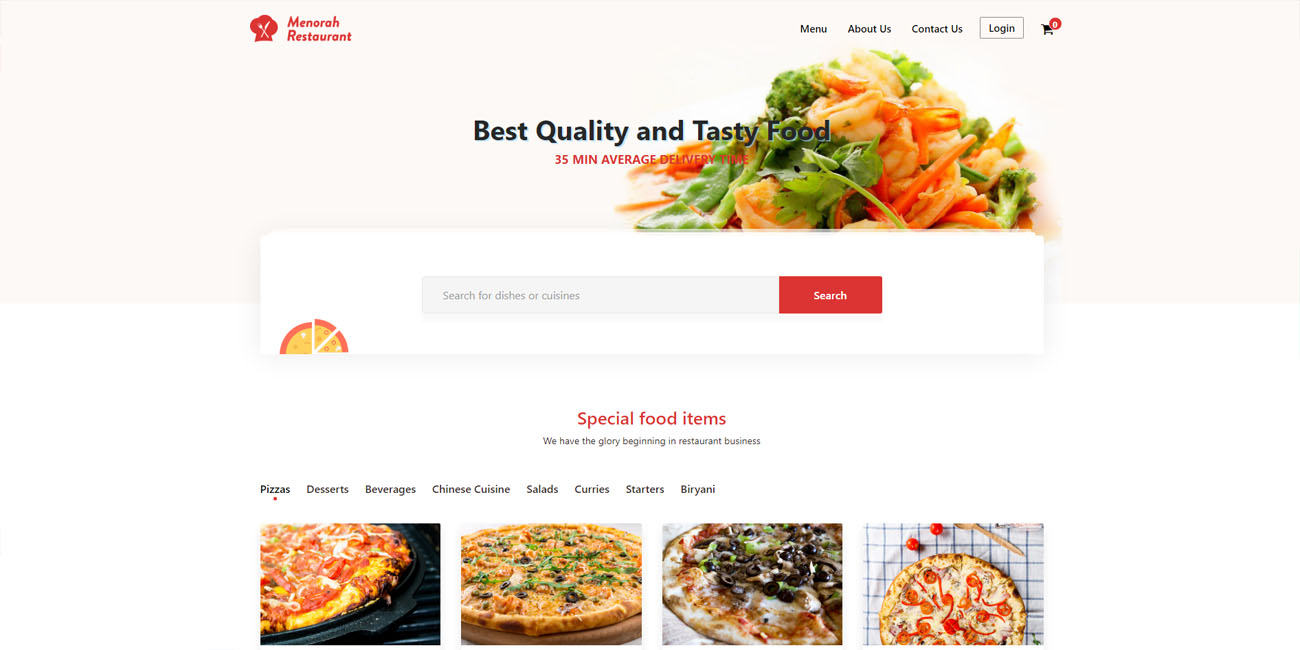 Menorah
Restaurant
Menu About Us Contact Us Login 0
Best Quality and Tasty Food
35 MIN AVERAGE DELIVERY TIME
Search for dishes or cuisines Search
Special food items
We have the glory beginning in restaurant business
Pizzas Desserts Beverages Chinese Cuisine Salads Curries Starters Biryani